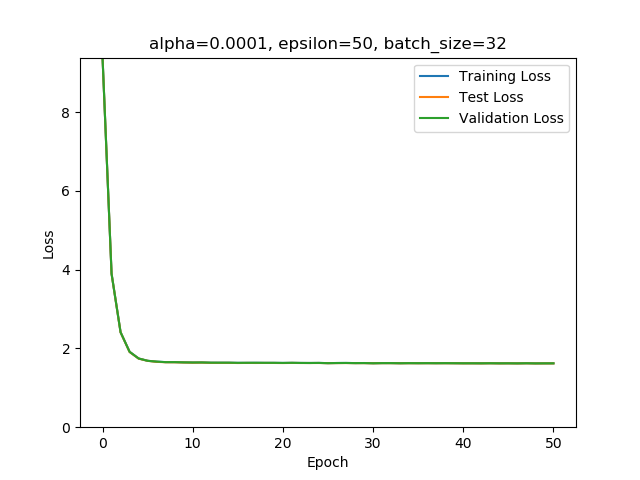 alpha=0.0001, epsilon=50, batch_size=32
Training Loss
Test Loss
Validation Loss
8
6
4
2
0
Loss
0 10 20 30 40 50
Epoch